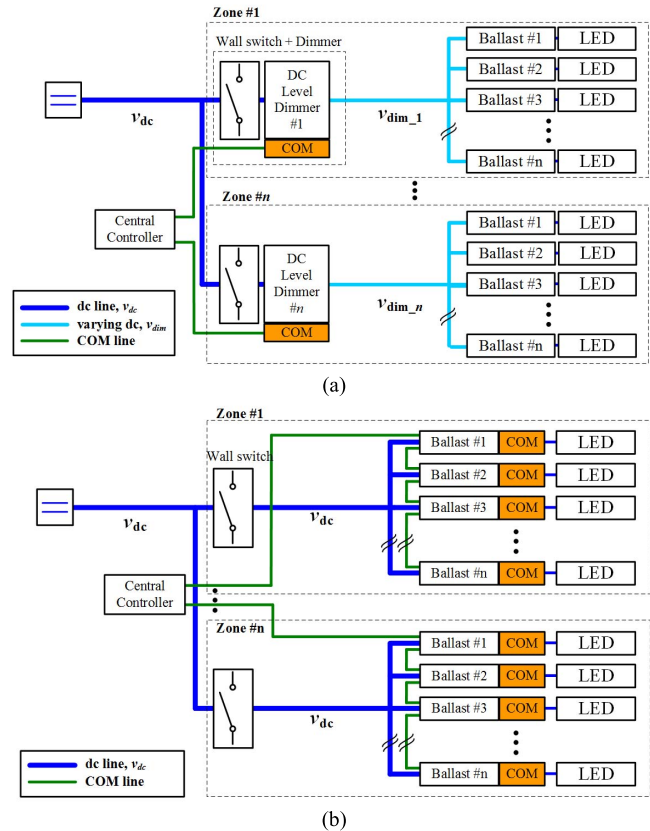 Zone #1
Wall switch + Dimmer
DC
Level
Dimmer
#1
COM
v_dc
v_dim_1
Ballast #1 LED
Ballast #2 LED
Ballast #3 LED
Ballast #n LED
Central
Controller
Zone #n
DC
Level
Dimmer
#n
COM
v_dim_n
Ballast #1 LED
Ballast #2 LED
Ballast #3 LED
Ballast #n LED
dc line, v_dc
varying dc, v_dim
COM line
(a)
Zone #1
Wall switch
v_dc
v_dc
Ballast #1 COM LED
Ballast #2 COM LED
Ballast #3 COM LED
Ballast #n COM LED
Central
Controller
Zone #n
v_dc
Ballast #1 COM LED
Ballast #2 COM LED
Ballast #3 COM LED
Ballast #n COM LED
dc line, v_dc
COM line
(b)